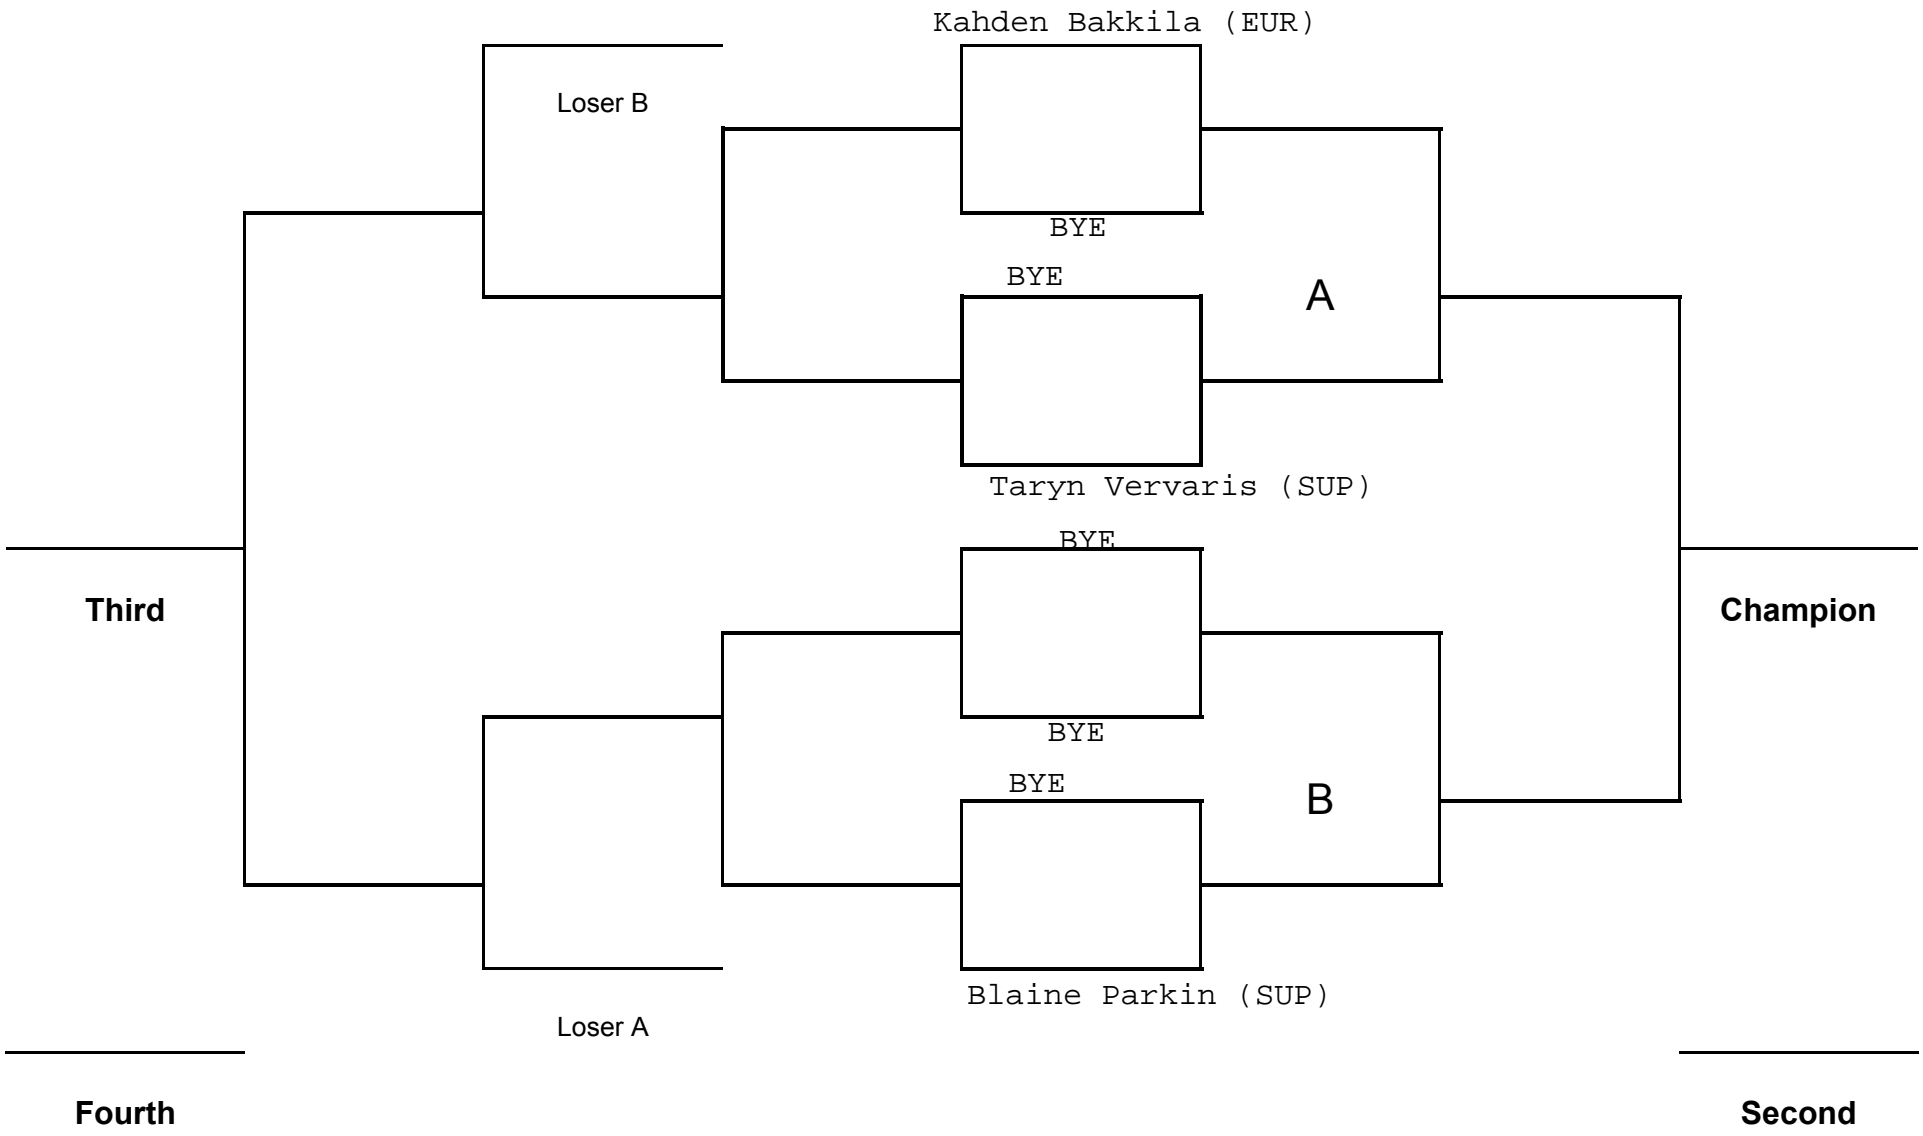 Kahden Bakkila (EUR)
Loser B
BYE
BYE
A
Taryn Vervaris (SUP)
BYE
Third
Champion
BYE
BYE
B
Blaine Parkin (SUP)
Loser A
Fourth
Second